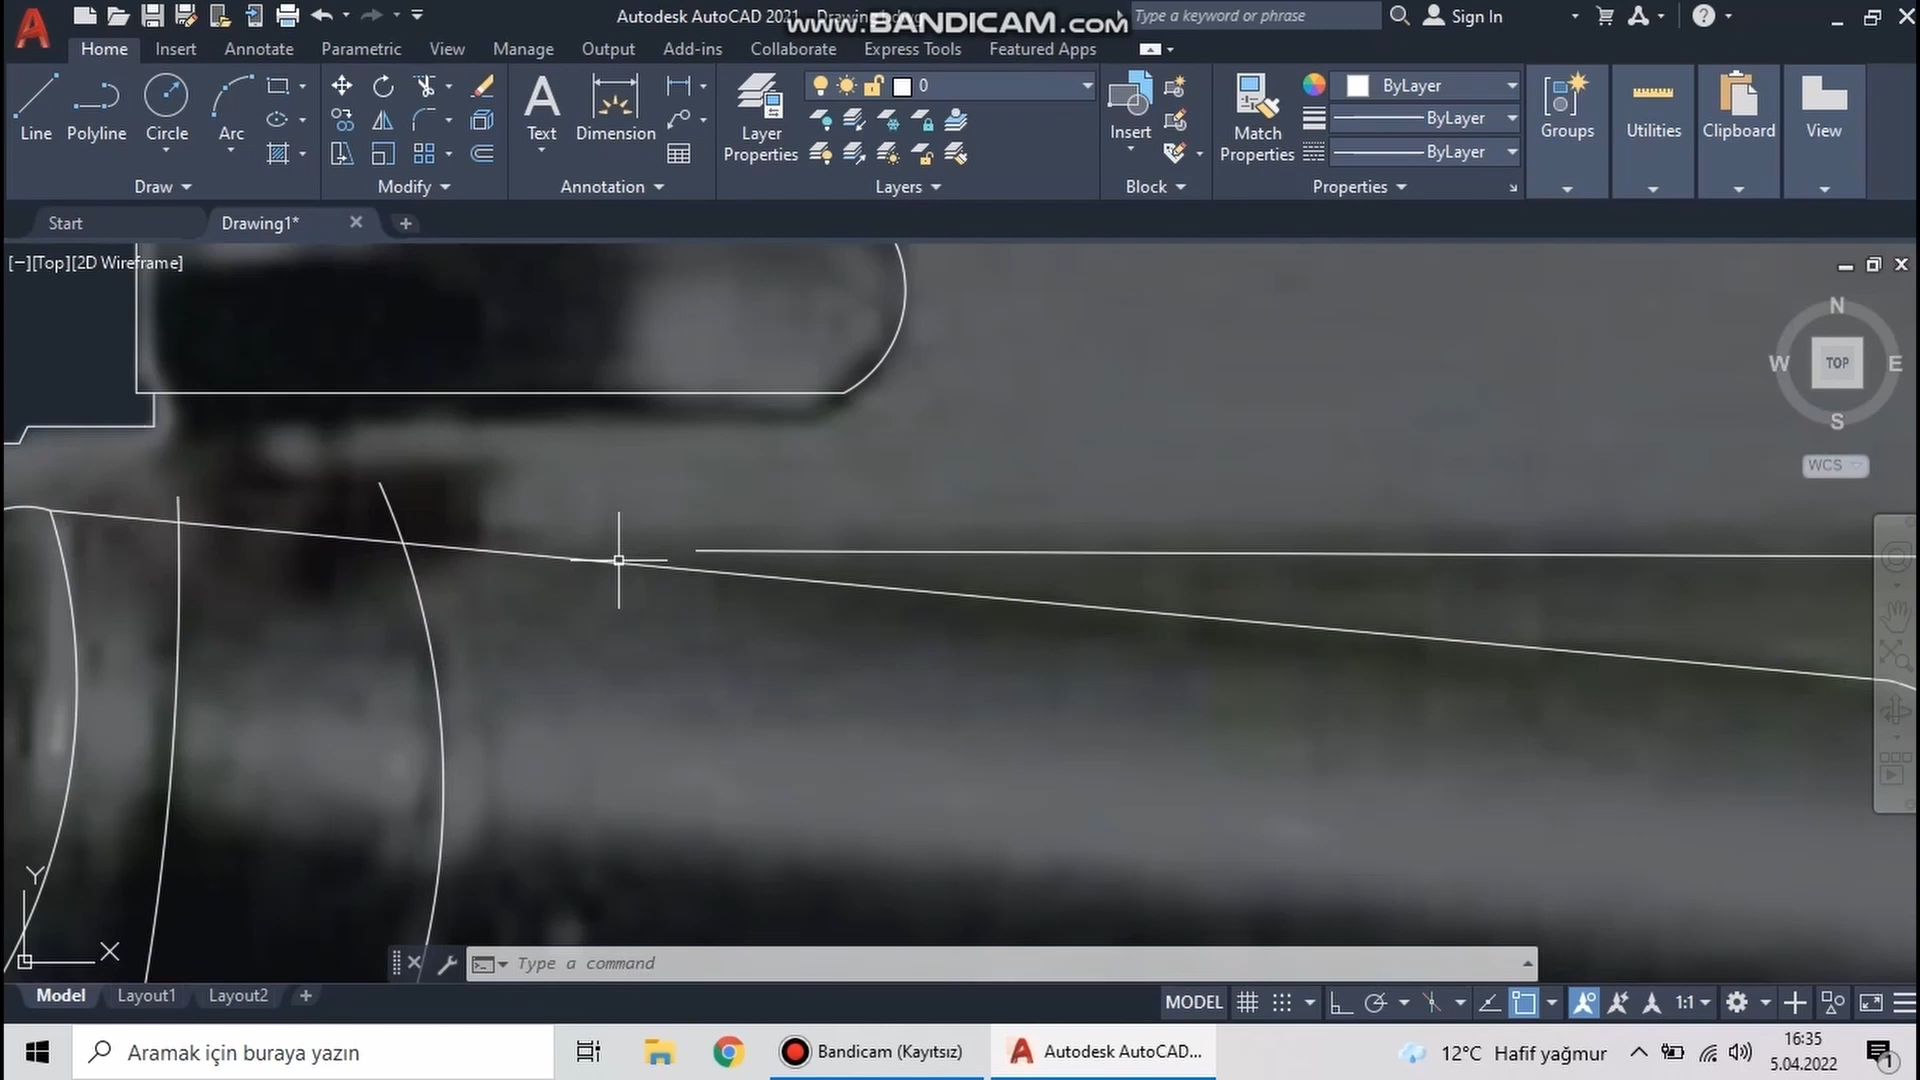 Autodesk AutoCAD 2021
www.BANDICAM.com
Type a keyword or phrase
Sign In
Home Insert Annotate Parametric View Manage Output Add-ins Collaborate Express Tools Featured Apps
Line Polyline Circle Arc
Text Dimension
Layer Properties
0
Insert
Match Properties
ByLayer
ByLayer
ByLayer
Groups Utilities Clipboard View
Draw Modify Annotation Layers Block Properties
Start Drawing1*
[−][Top][2D Wireframe]
N
W TOP E
S
WCS
Y
X
Type a command
Model Layout1 Layout2
MODEL 1:1
Aramak için buraya yazın
Bandicam (Kayıtsız)
Autodesk AutoCAD...
12°C Hafif yağmur
16:35
5.04.2022
1